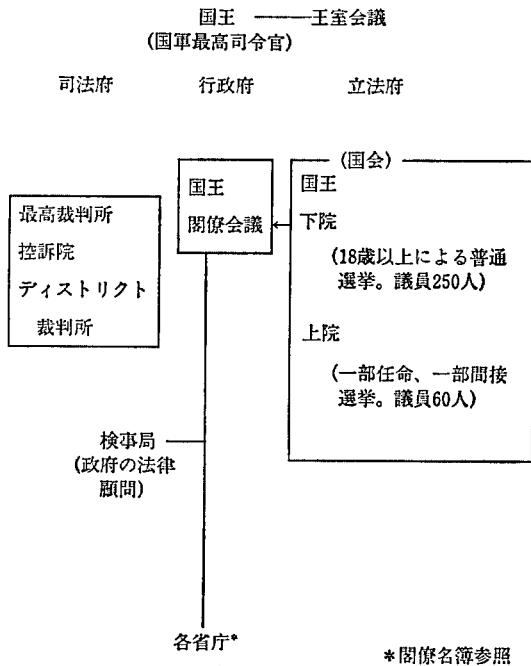 国王 ―― 王室会議
(国軍最高司令官)
司法府 行政府 立法府
最高裁判所
控訴院
ディストリクト
裁判所
国王
閣僚会議
(国会)
国王
下院
(18歳以上による普通
選挙。議員250人)
上院
(一部任命、一部間接
選挙。議員60人)
検事局
(政府の法律
顧問)
各省庁*
*閣僚名簿参照